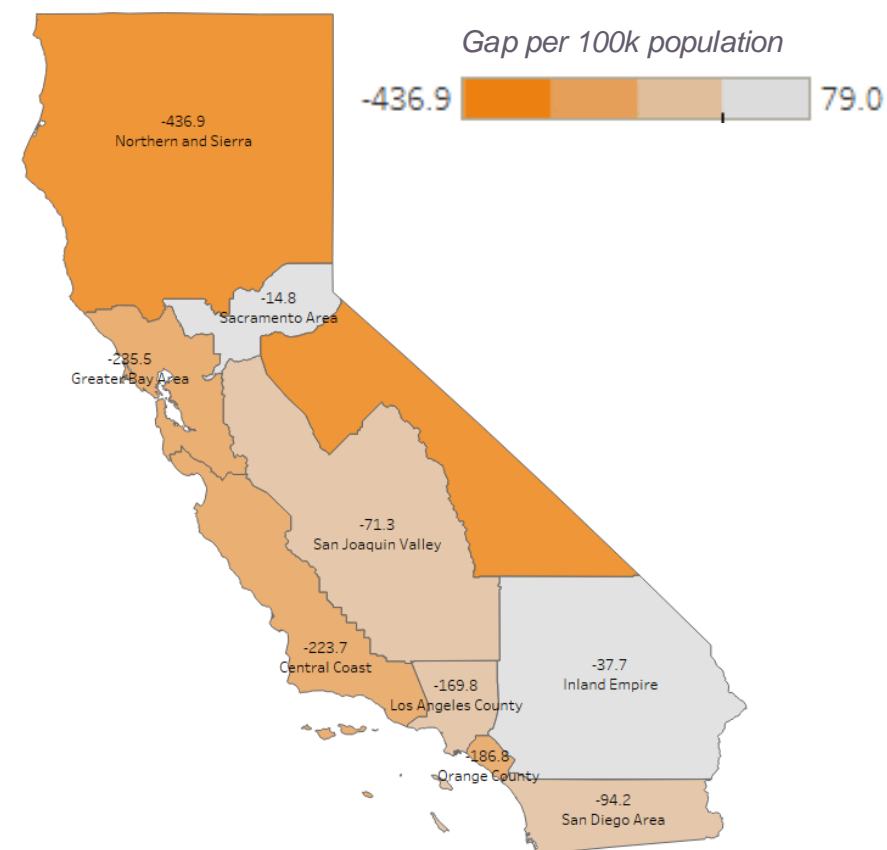 Gap per 100k population
-436.9
79.0
-436.9
Northern and Sierra
-14.8
Sacramento Area
-235.5
Greater Bay Area
-71.3
San Joaquin Valley
-223.7
Central Coast
-169.8
Los Angeles County
-37.7
Inland Empire
-186.8
Orange County
-94.2
San Diego Area